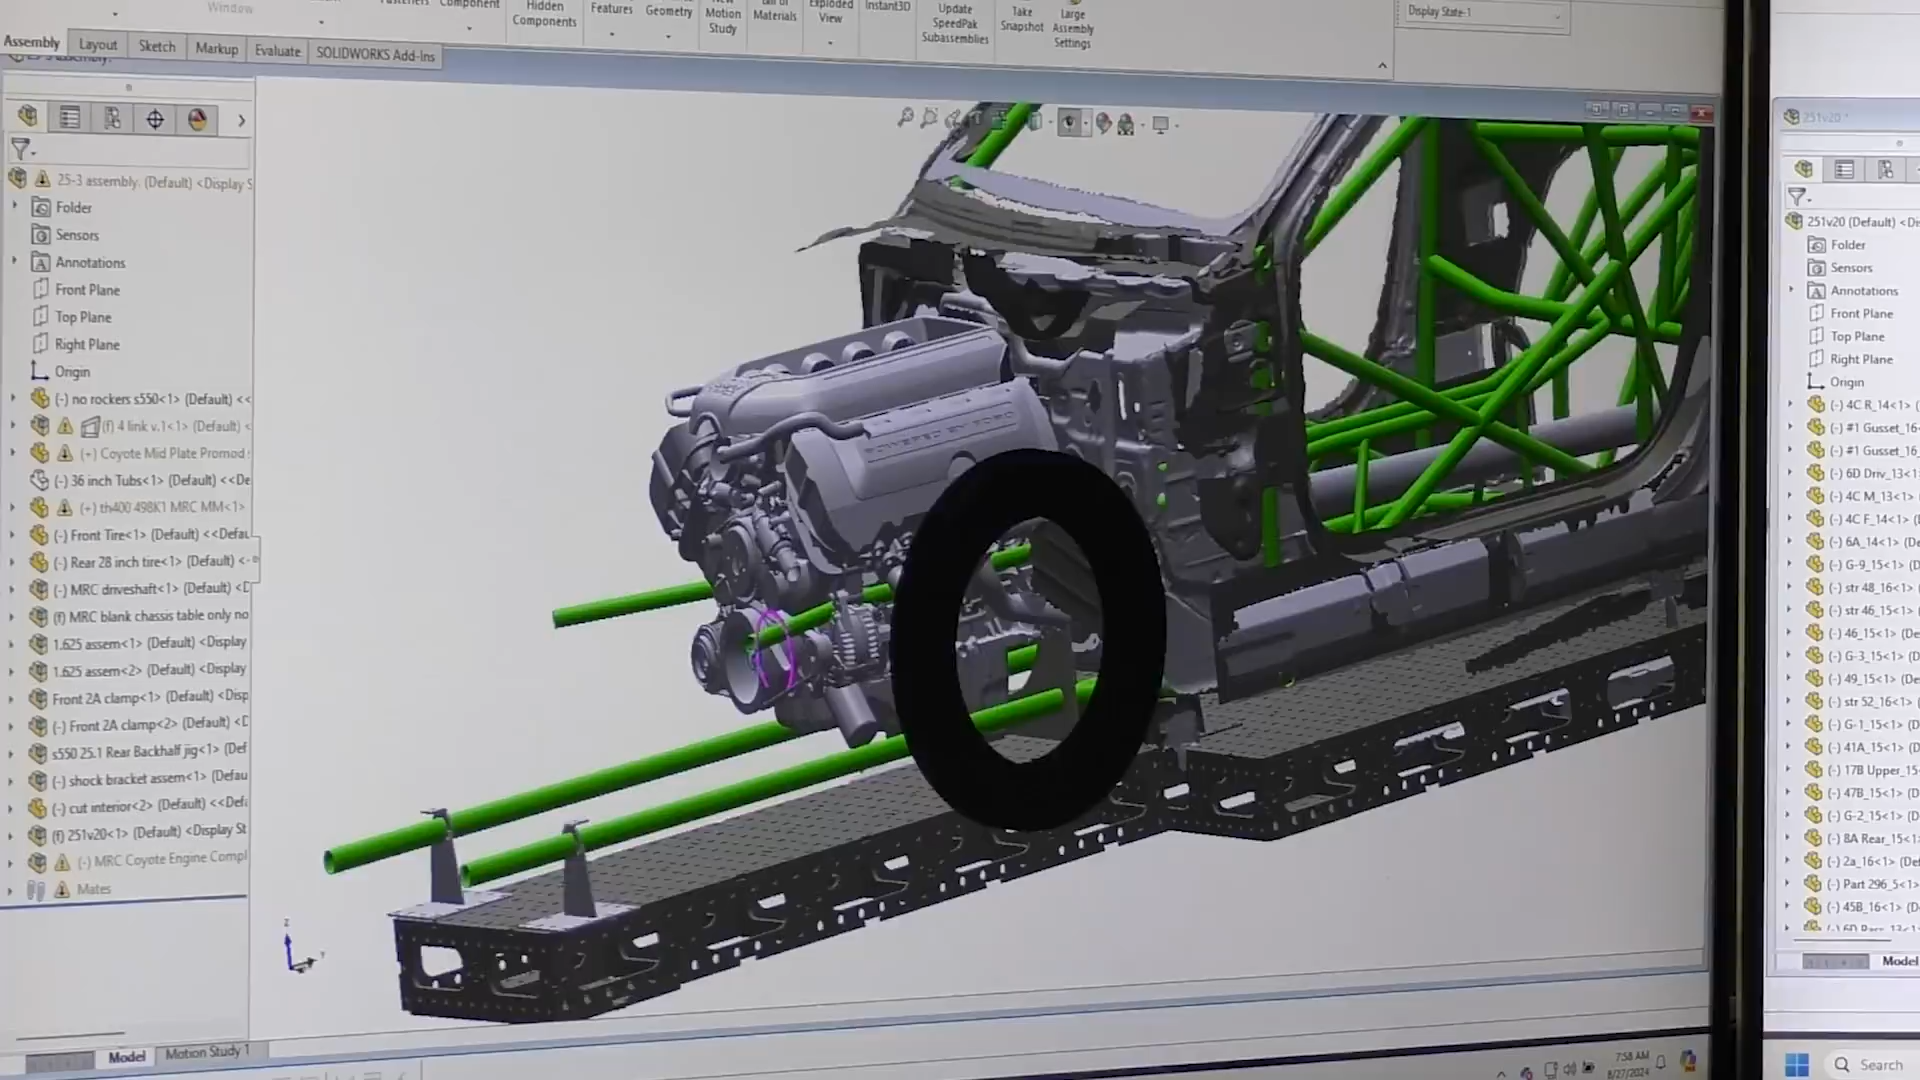 Window
Component
Hidden
Components
Features
Geometry
Motion
Study
Materials
Exploded
View
Instant3D
Update
SpeedPak
Subassemblies
Take
Snapshot
Large
Assembly
Settings
Display State-1
Assembly
Layout
Sketch
Markup
Evaluate
SOLIDWORKS Add-Ins
25-3 assembly. (Default) <Display S
Folder
Sensors
Annotations
Front Plane
Top Plane
Right Plane
Origin
(-) no rockers s550<1> (Default) <<
(f) 4 link v.1<1> (Default) <
(+) Coyote Mid Plate Promod
(-) 36 inch Tubs<1> (Default) <<De
(+) th400 498K1 MRC MM<1>
(-) Front Tire<1> (Default) <<Defau
(-) Rear 28 inch tire<1> (Default) <
(-) MRC driveshaft<1> (Default) <D
(f) MRC blank chassis table only no
1.625 assem<1> (Default) <Display
1.625 assem<2> (Default) <Display
Front 2A clamp<1> (Default) <Disp
(-) Front 2A clamp<2> (Default) <D
s550 25.1 Rear Backhalf jig<1> (Def
(-) shock bracket assem<1> (Defau
(-) cut interior<2> (Default) <<Defa
(f) 251v20<1> (Default) <Display St
(-) MRC Coyote Engine Compl
Mates
Model
Motion Study 1
POWERED BY FORD
Z
Y
7:58 AM
8/27/2024
251v20 *
251v20 (Default) <Di
Folder
Sensors
Annotations
Front Plane
Top Plane
Right Plane
Origin
(-) 4C R_14<1> (
(-) #1 Gusset_16<
(-) #1 Gusset_16_
(-) 6D Driv_13<1
(-) 4C M_13<1> (
(-) 4C F_14<1> (
(-) 6A_14<1> (De
(-) G-9_15<1> (D
(-) str 48_16<1> (
(-) str 46_15<1> (
(-) 46_15<1> (De
(-) G-3_15<1> (D
(-) 49_15<1> (De
(-) str 52_16<1> (
(-) G-1_15<1> (D
(-) 41A_15<1> (D
(-) 17B Upper_15
(-) 47B_15<1> (D
(-) G-2_15<1> (D
(-) 8A Rear_15<1
(-) 2a_16<1> (De
(-) Part 296_5<1>
(-) 45B_16<1> (D
Model
Search